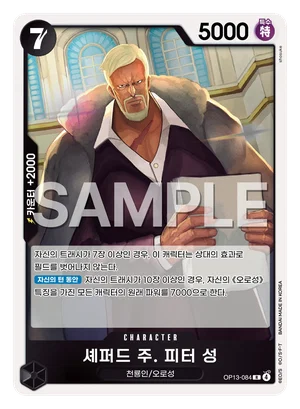 7
5000
특수
特
카운터 +2000
SAMPLE
자신의 트래시가 7장 이상인 경우, 이 캐릭터는 상대의 효과로
필드를 벗어나지 않는다.
자신의 턴 동안 자신의 트래시가 10장 이상인 경우, 자신의 《오로성》
특징을 가진 모든 캐릭터의 원래 파워를 7000으로 한다.
CHARACTER
셰퍼드 주. 피터 성
천룡인/오로성
OP13-084 R